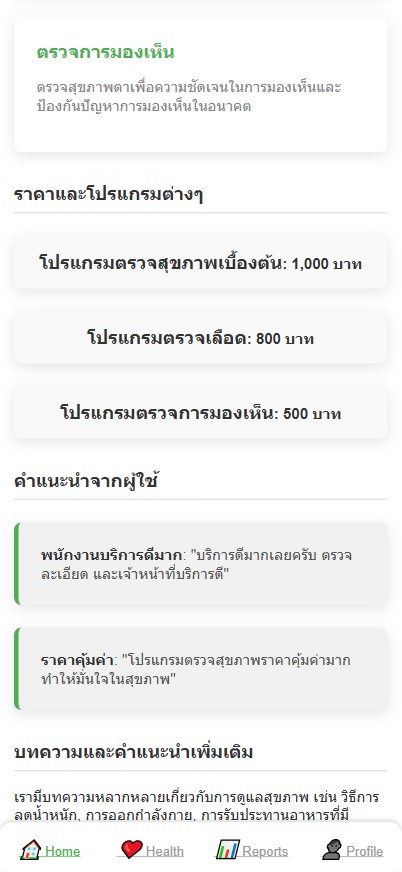 ตรวจการมองเห็น
ตรวจสุขภาพตาเพื่อความชัดเจนในการมองเห็นและ
ป้องกันปัญหาการมองเห็นในอนาคต
ราคาและโปรแกรมต่างๆ
โปรแกรมตรวจสุขภาพเบื้องต้น: 1,000 บาท
โปรแกรมตรวจเลือด: 800 บาท
โปรแกรมตรวจการมองเห็น: 500 บาท
คำแนะนำจากผู้ใช้
พนักงานบริการดีมาก: "บริการดีมากเลยครับ ตรวจ
ละเอียด และเจ้าหน้าที่บริการดี"
ราคาคุ้มค่า: "โปรแกรมตรวจสุขภาพราคาคุ้มค่ามาก
ทำให้มั่นใจในสุขภาพ"
บทความและคำแนะนำเพิ่มเติม
เรามีบทความหลากหลายเกี่ยวกับการดูแลสุขภาพ เช่น วิธีการ
ลดน้ำหนัก, การออกกำลังกาย, การรับประทานอาหารที่มี
Home Health Reports Profile